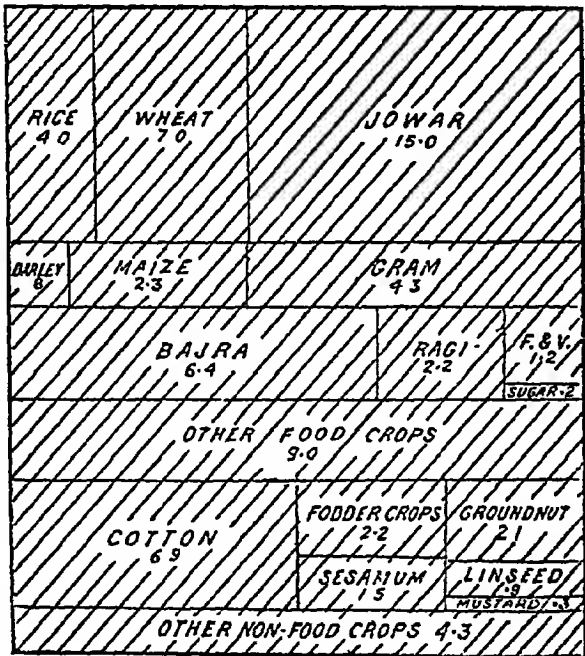 RICE
4 0
WHEAT
7 0
JOWAR
15·0
BARLEY
8
MAIZE
2·3
GRAM
4 3
BAJRA
6·4
RAGI-
2·2
F. & V.
1·2
SUGAR·2
OTHER FOOD CROPS
9·0
COTTON
6 9
FODDER CROPS
2·2
GROUNDNUT
2 1
SESAMUM
1 5
LINSEED
·9
MUSTARD ·3
OTHER NON-FOOD CROPS 4·3